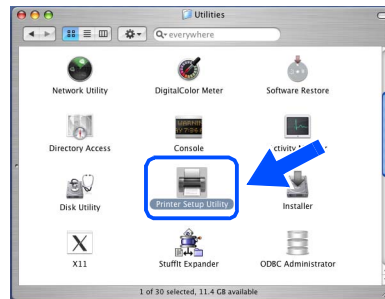 Utilities
everywhere
Network Utility
DigitalColor Meter
Software Restore
Directory Access
Console
Disk Utility
Printer Setup Utility
Installer
X11
StuffIt Expander
ODBC Administrator
1 of 30 selected, 11.4 GB available